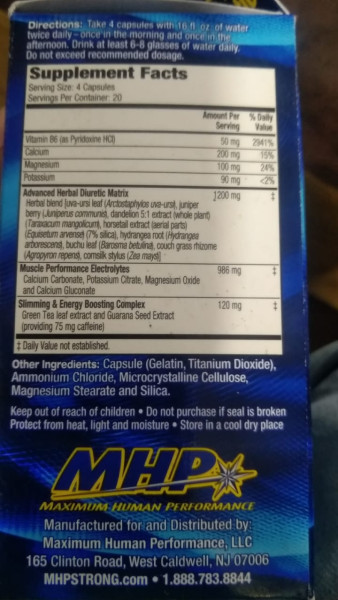 Directions: Take 4 capsules with 16 fl. oz. of water
twice daily - once in the morning and once in the
afternoon. Drink at least 6-8 glasses of water daily.
Do not exceed recommended dosage.
Supplement Facts
Serving Size: 4 Capsules
Servings Per Container: 20
Amount Per Serving % Daily Value
Vitamin B6 (as Pyridoxine HCl) 50 mg 2941%
Calcium 200 mg 15%
Magnesium 100 mg 24%
Potassium 90 mg <2%
Advanced Herbal Diuretic Matrix 1200 mg ‡
Herbal blend [uva-ursi leaf (Arctostaphylos uva-ursi), juniper
berry (Juniperus communis), dandelion 5:1 extract (whole plant)
(Taraxacum mangolicum), horsetail extract (aerial parts)
(Equisetum arvense) (7% silica), hydrangea root (Hydrangea
arborescens), buchu leaf (Barosma betulina), couch grass rhizome
(Agropyron repens), cornsilk stylus (Zea mays)]
Muscle Performance Electrolytes 986 mg ‡
Calcium Carbonate, Potassium Citrate, Magnesium Oxide
and Calcium Gluconate
Slimming & Energy Boosting Complex 120 mg ‡
Green Tea leaf extract and Guarana Seed Extract
(providing 75 mg caffeine)
‡ Daily Value not established.
Other Ingredients: Capsule (Gelatin, Titanium Dioxide),
Ammonium Chloride, Microcrystalline Cellulose,
Magnesium Stearate and Silica.
Keep out of reach of children • Do not purchase if seal is broken
Protect from heat, light and moisture • Store in a cool dry place
MHP
MAXIMUM HUMAN PERFORMANCE
Manufactured for and Distributed by:
Maximum Human Performance, LLC
165 Clinton Road, West Caldwell, NJ 07006
MHPSTRONG.com • 1.888.783.8844